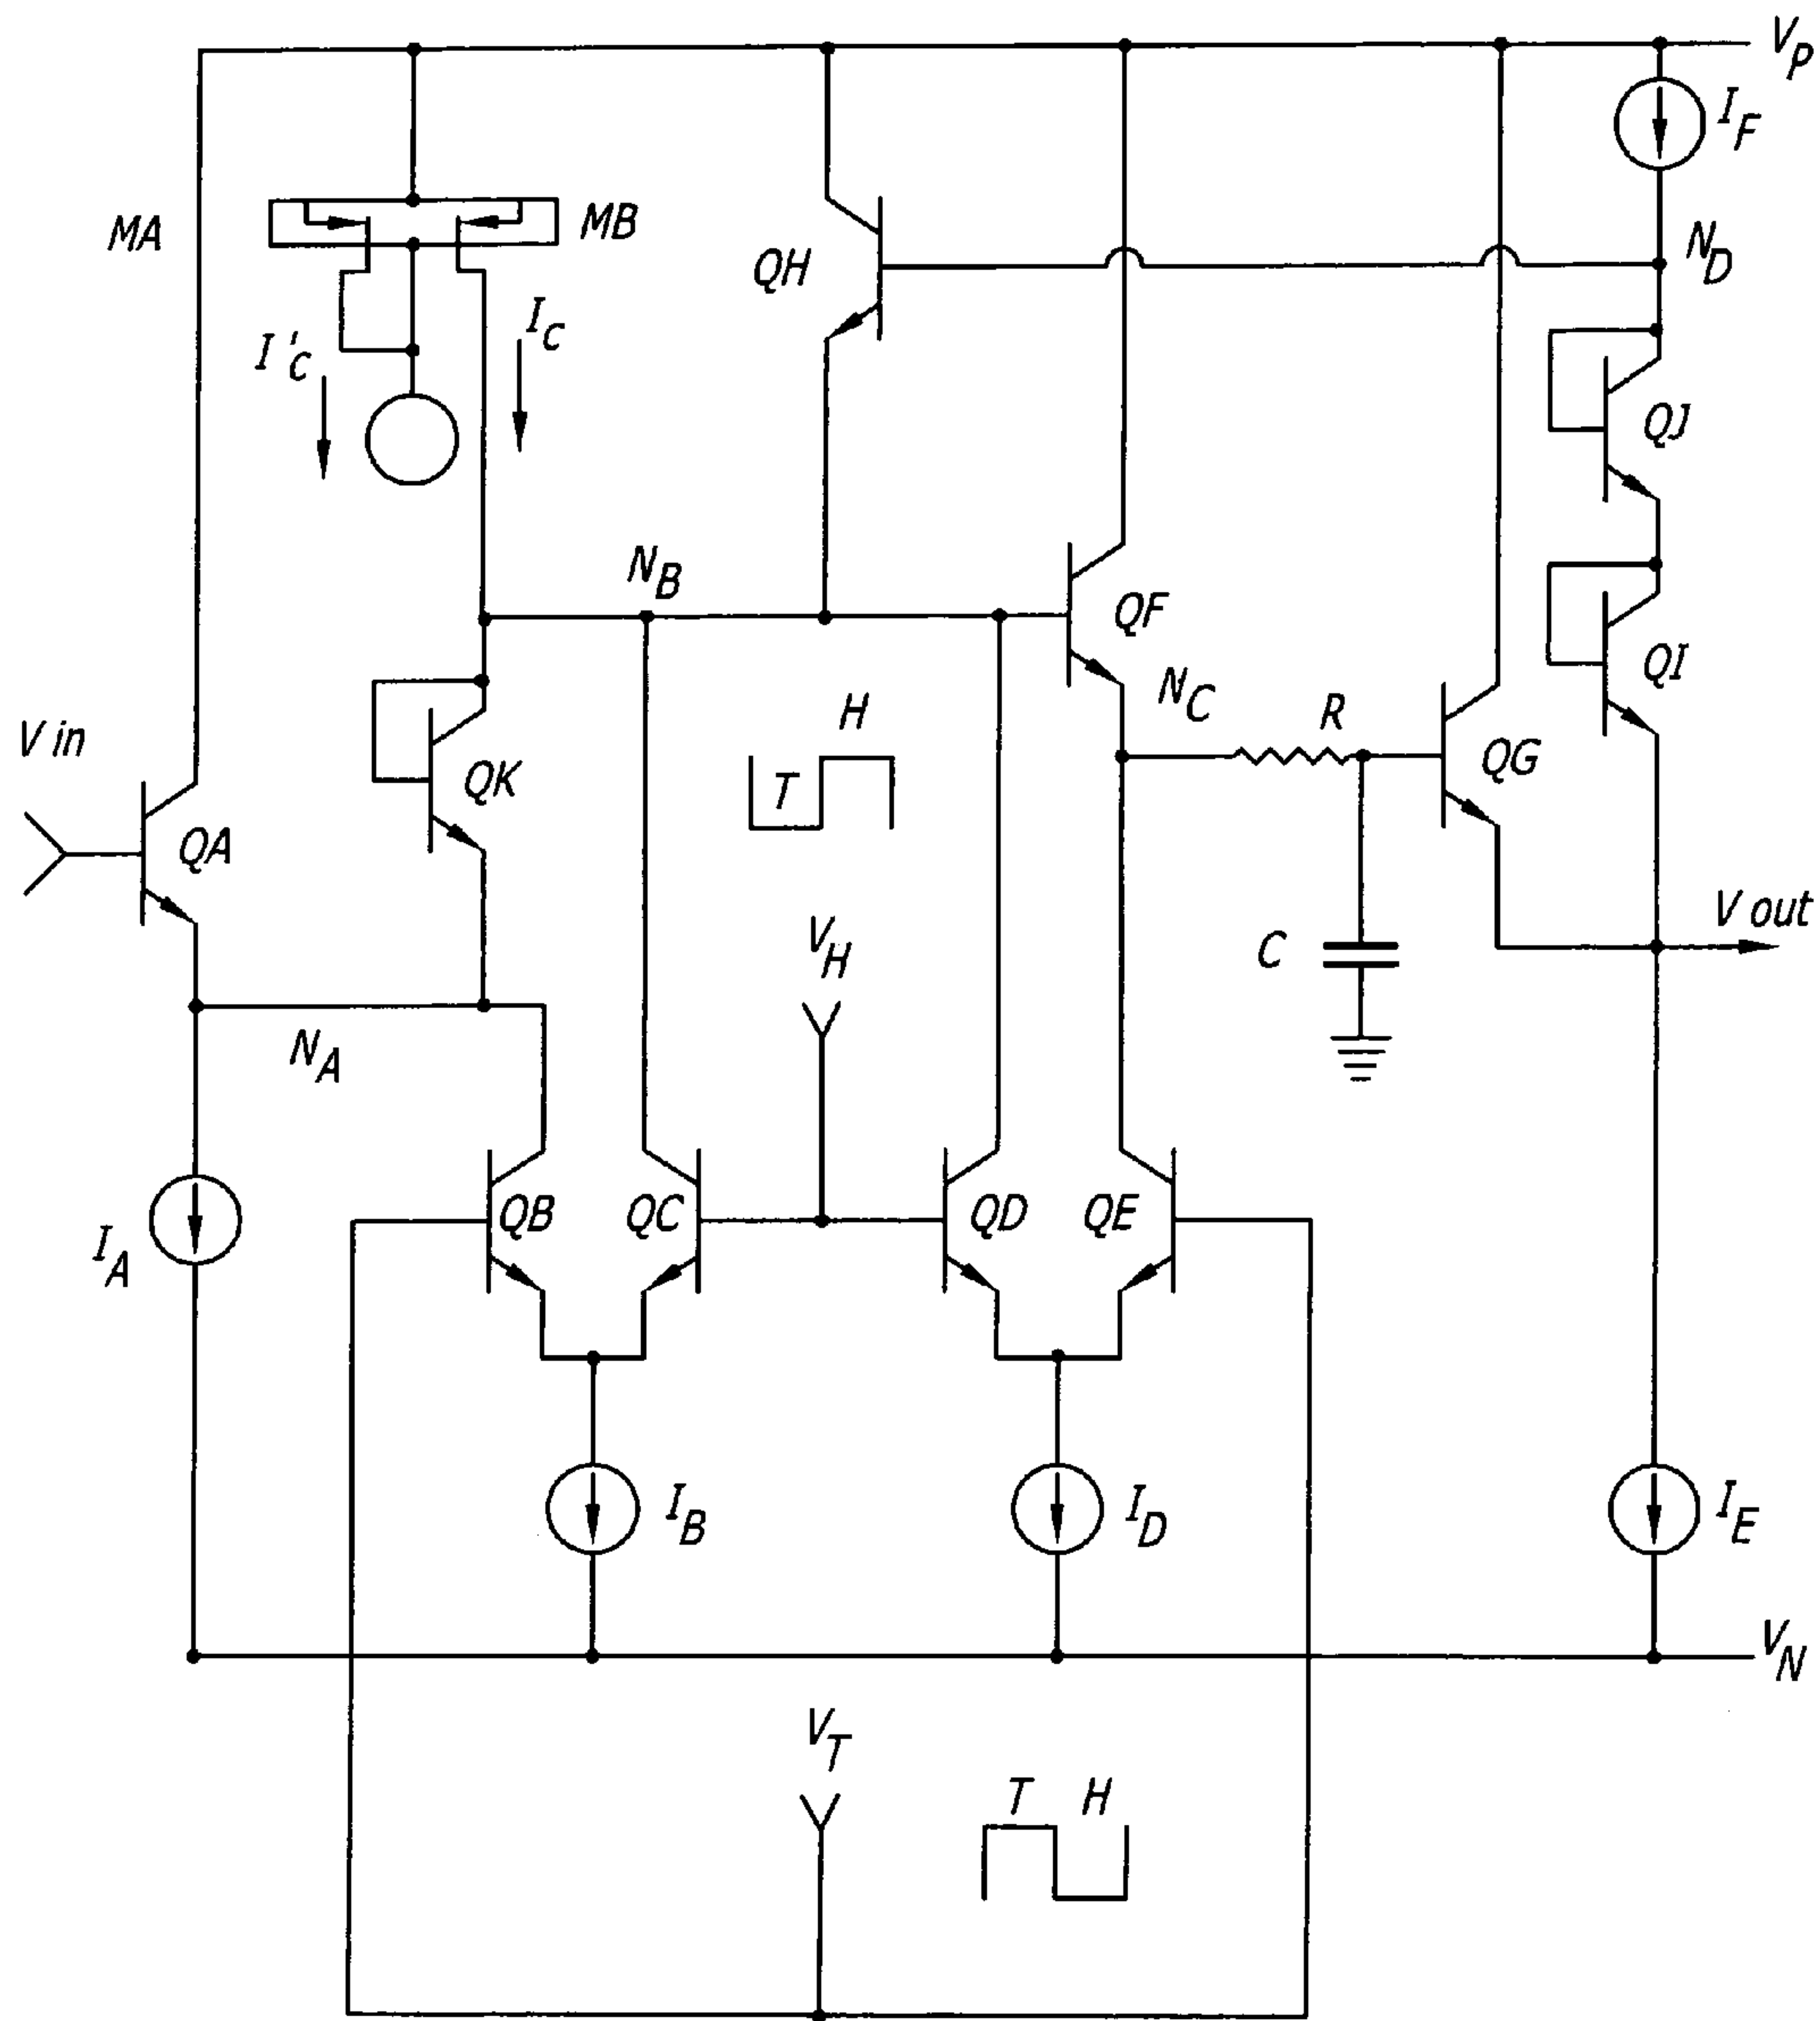 V_P
I_F
MA
MB
QH
N_D
I_C
I'_C
QJ
N_B
QF
N_C
QI
H
R
V in
QK
T
QG
QA
V out
V_H
C
N_A
QB
QC
QD
QE
I_A
I_B
I_D
I_E
V_N
V_T
T
H